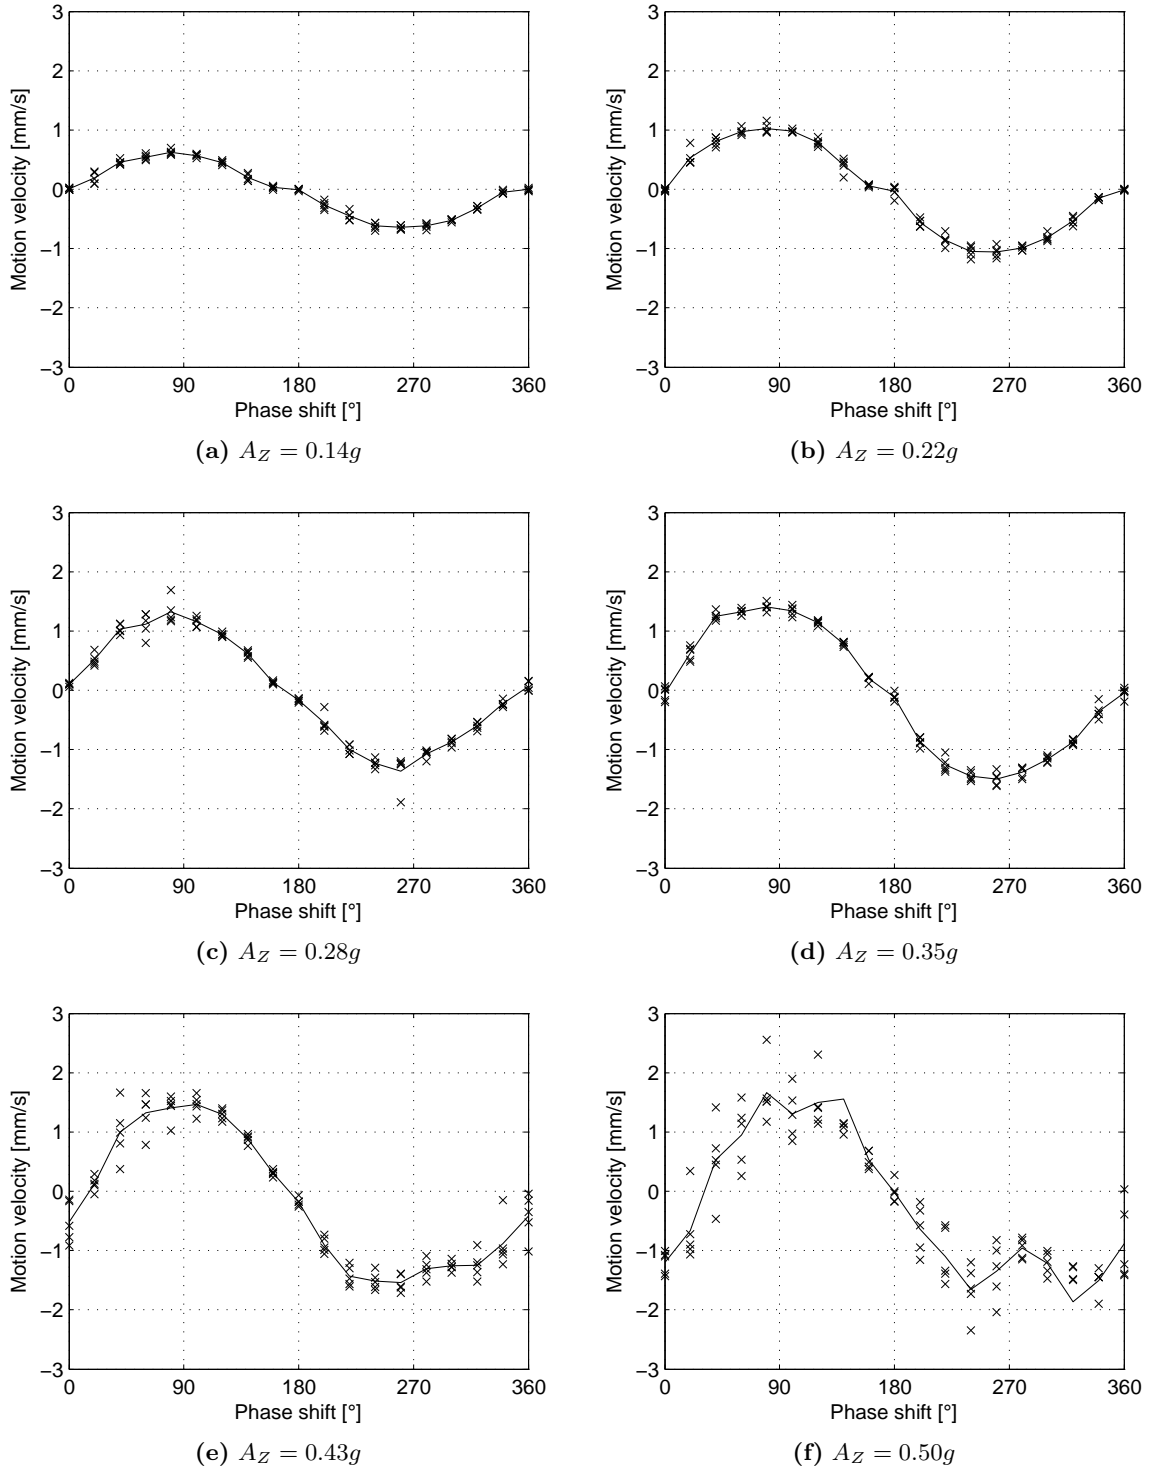 3
2
1
0
−1
−2
−3
Motion velocity [mm/s]
0 90 180 270 360
Phase shift [°]
(a) A_Z = 0.14g
3
2
1
0
−1
−2
−3
Motion velocity [mm/s]
0 90 180 270 360
Phase shift [°]
(b) A_Z = 0.22g
3
2
1
0
−1
−2
−3
Motion velocity [mm/s]
0 90 180 270 360
Phase shift [°]
(c) A_Z = 0.28g
3
2
1
0
−1
−2
−3
Motion velocity [mm/s]
0 90 180 270 360
Phase shift [°]
(d) A_Z = 0.35g
3
2
1
0
−1
−2
−3
Motion velocity [mm/s]
0 90 180 270 360
Phase shift [°]
(e) A_Z = 0.43g
3
2
1
0
−1
−2
−3
Motion velocity [mm/s]
0 90 180 270 360
Phase shift [°]
(f) A_Z = 0.50g